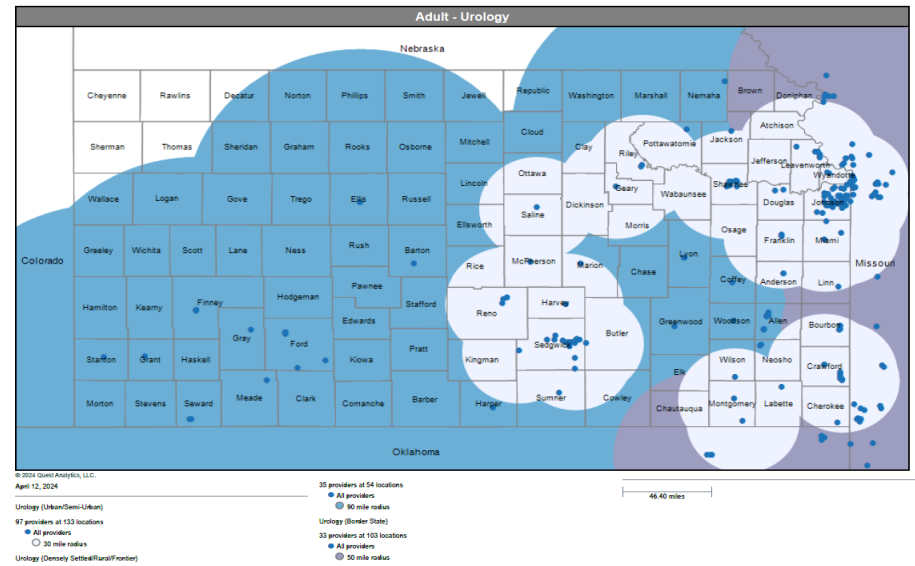 Adult - Urology
Nebraska
Cheyenne Rawlins Decatur Norton Phillips Smith Jewell Republic Washington Marshall Nemaha Brown Doniphan
Atchison
Sherman Thomas Sheridan Graham Rooks Osborne Mitchell Cloud Clay Riley Pottawatomie Jackson
Jefferson Leavenworth
Wyandotte
Wallace Logan Gove Trego Ellis Russell Lincoln Ottawa Dickinson Geary Wabaunsee Shawnee Douglas Johnson
Saline
Ellsworth Morris Osage
Colorado Greeley Wichita Scott Lane Ness Rush Barton Rice McPherson Marion Chase Lyon Franklin Miami
Missouri
Coffey Anderson Linn
Hamilton Kearny Finney Hodgeman Pawnee Stafford Reno Harvey
Gray Ford Edwards Butler Greenwood Woodson Allen Bourbon
Sedgwick
Stanton Grant Haskell Kiowa Pratt Kingman Elk Wilson Neosho Crawford
Morton Stevens Seward Meade Clark Comanche Barber Harper Sumner Cowley Chautauqua Montgomery Labette Cherokee
Oklahoma
© 2024 Quest Analytics, LLC.
April 12, 2024
Urology (Urban/Semi-Urban)
97 providers at 133 locations
All providers
30 mile radius
Urology (Densely Settled/Rural/Frontier)
35 providers at 54 locations
All providers
90 mile radius
Urology (Border State)
33 providers at 103 locations
All providers
50 mile radius
46.40 miles